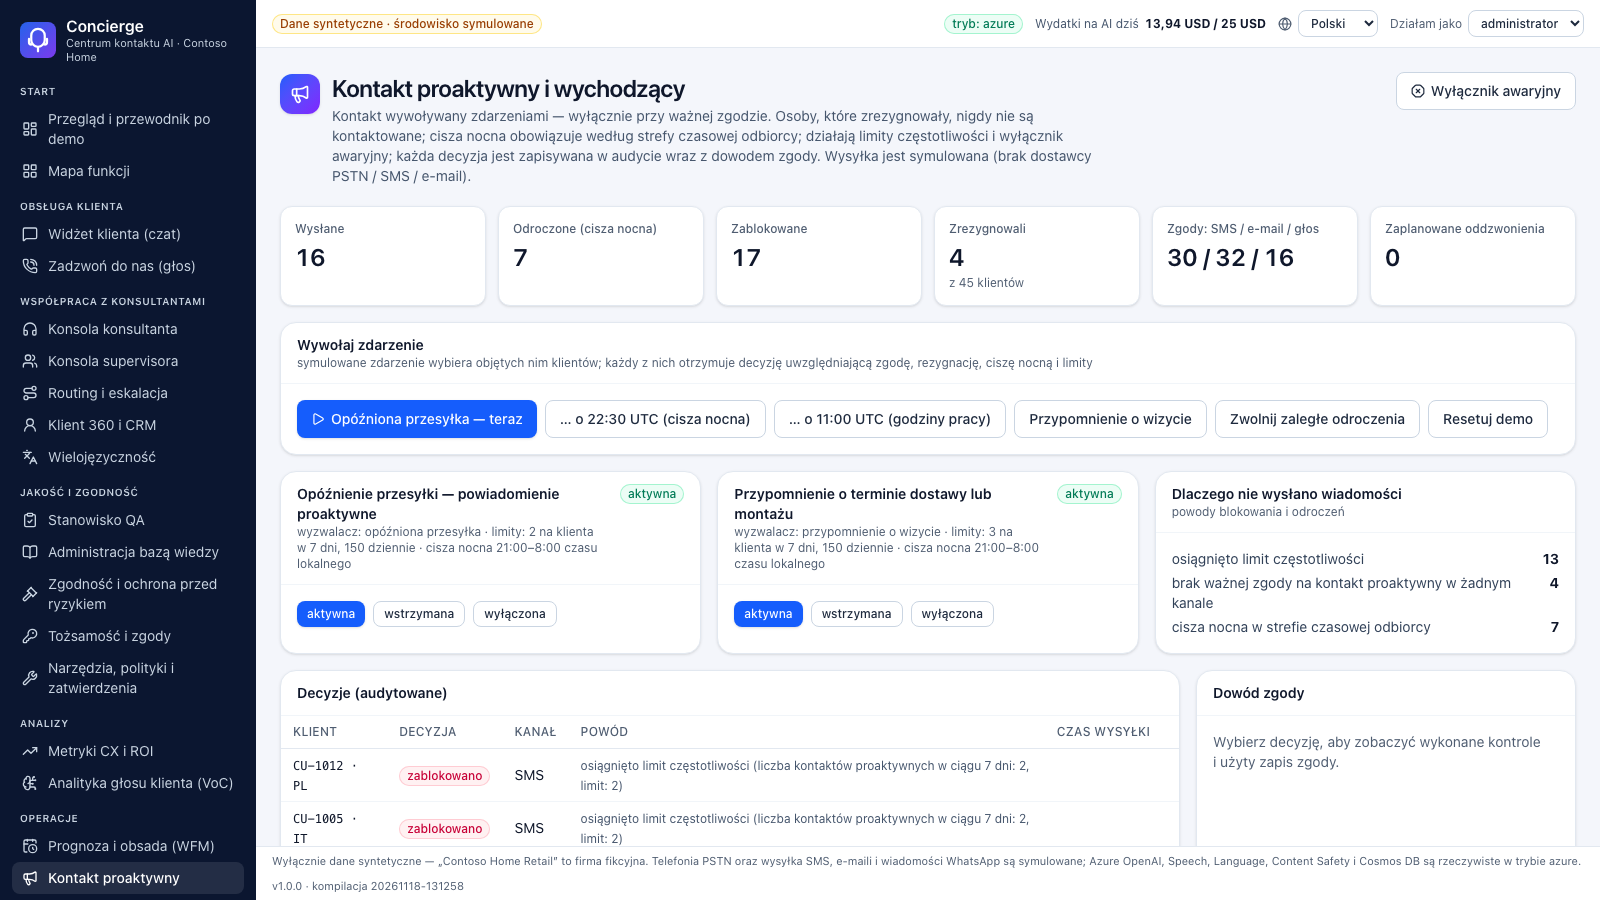 Concierge
Centrum kontaktu AI · Contoso
Home
START
Przegląd i przewodnik po
demo
Mapa funkcji
OBSŁUGA KLIENTA
Widżet klienta (czat)
Zadzwoń do nas (głos)
WSPÓŁPRACA Z KONSULTANTAMI
Konsola konsultanta
Konsola supervisora
Routing i eskalacja
Klient 360 i CRM
Wielojęzyczność
JAKOŚĆ I ZGODNOŚĆ
Stanowisko QA
Administracja bazą wiedzy
Zgodność i ochrona przed
ryzykiem
Tożsamość i zgody
Narzędzia, polityki i
zatwierdzenia
ANALIZY
Metryki CX i ROI
Analityka głosu klienta (VoC)
OPERACJE
Prognoza i obsada (WFM)
Kontakt proaktywny
Dane syntetyczne · środowisko symulowane
tryb: azure
Wydatki na AI dziś 13,94 USD / 25 USD
Polski
Działam jako
administrator
Kontakt proaktywny i wychodzący
Kontakt wywoływany zdarzeniami — wyłącznie przy ważnej zgodzie. Osoby, które zrezygnowały, nigdy nie są
kontaktowane; cisza nocna obowiązuje według strefy czasowej odbiorcy; działają limity częstotliwości i wyłącznik
awaryjny; każda decyzja jest zapisywana w audycie wraz z dowodem zgody. Wysyłka jest symulowana (brak dostawcy
PSTN / SMS / e-mail).
Wyłącznik awaryjny
Wysłane
16
Odroczone (cisza nocna)
7
Zablokowane
17
Zrezygnowali
4
z 45 klientów
Zgody: SMS / e-mail / głos
30 / 32 / 16
Zaplanowane oddzwonienia
0
Wywołaj zdarzenie
symulowane zdarzenie wybiera objętych nim klientów; każdy z nich otrzymuje decyzję uwzględniającą zgodę, rezygnację, ciszę nocną i limity
Opóźniona przesyłka — teraz
… o 22:30 UTC (cisza nocna)
… o 11:00 UTC (godziny pracy)
Przypomnienie o wizycie
Zwolnij zaległe odroczenia
Resetuj demo
Opóźnienie przesyłki — powiadomienie
proaktywne
aktywna
wyzwalacz: opóźniona przesyłka · limity: 2 na klienta
w 7 dni, 150 dziennie · cisza nocna 21:00–8:00 czasu
lokalnego
aktywna
wstrzymana
wyłączona
Przypomnienie o terminie dostawy lub
montażu
aktywna
wyzwalacz: przypomnienie o wizycie · limity: 3 na
klienta w 7 dni, 150 dziennie · cisza nocna 21:00–8:00
czasu lokalnego
aktywna
wstrzymana
wyłączona
Dlaczego nie wysłano wiadomości
powody blokowania i odroczeń
osiągnięto limit częstotliwości 13
brak ważnej zgody na kontakt proaktywny w żadnym 4
kanale
cisza nocna w strefie czasowej odbiorcy 7
Decyzje (audytowane)
KLIENT DECYZJA KANAŁ POWÓD CZAS WYSYŁKI
CU-1012 · zablokowano SMS osiągnięto limit częstotliwości (liczba kontaktów proaktywnych w ciągu 7 dni: 2,
PL limit: 2)
CU-1005 · zablokowano SMS osiągnięto limit częstotliwości (liczba kontaktów proaktywnych w ciągu 7 dni: 2,
IT limit: 2)
Dowód zgody
Wybierz decyzję, aby zobaczyć wykonane kontrole
i użyty zapis zgody.
Wyłącznie dane syntetyczne — „Contoso Home Retail” to firma fikcyjna. Telefonia PSTN oraz wysyłka SMS, e-maili i wiadomości WhatsApp są symulowane; Azure OpenAI, Speech, Language, Content Safety i Cosmos DB są rzeczywiste w trybie azure.
v1.0.0 · kompilacja 20261118-131258